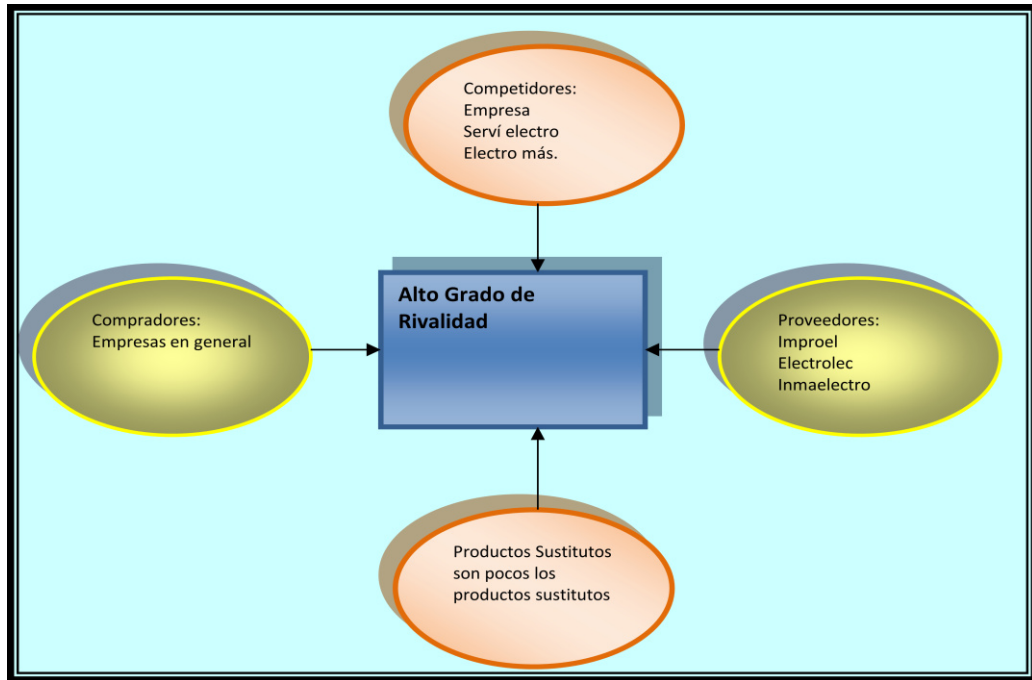 Competidores:
Empresa
Serví electro
Electro más.
Alto Grado de
Rivalidad
Compradores:
Empresas en general
Proveedores:
Improel
Electrolec
Inmaelectro
Productos Sustitutos
son pocos los
productos sustitutos